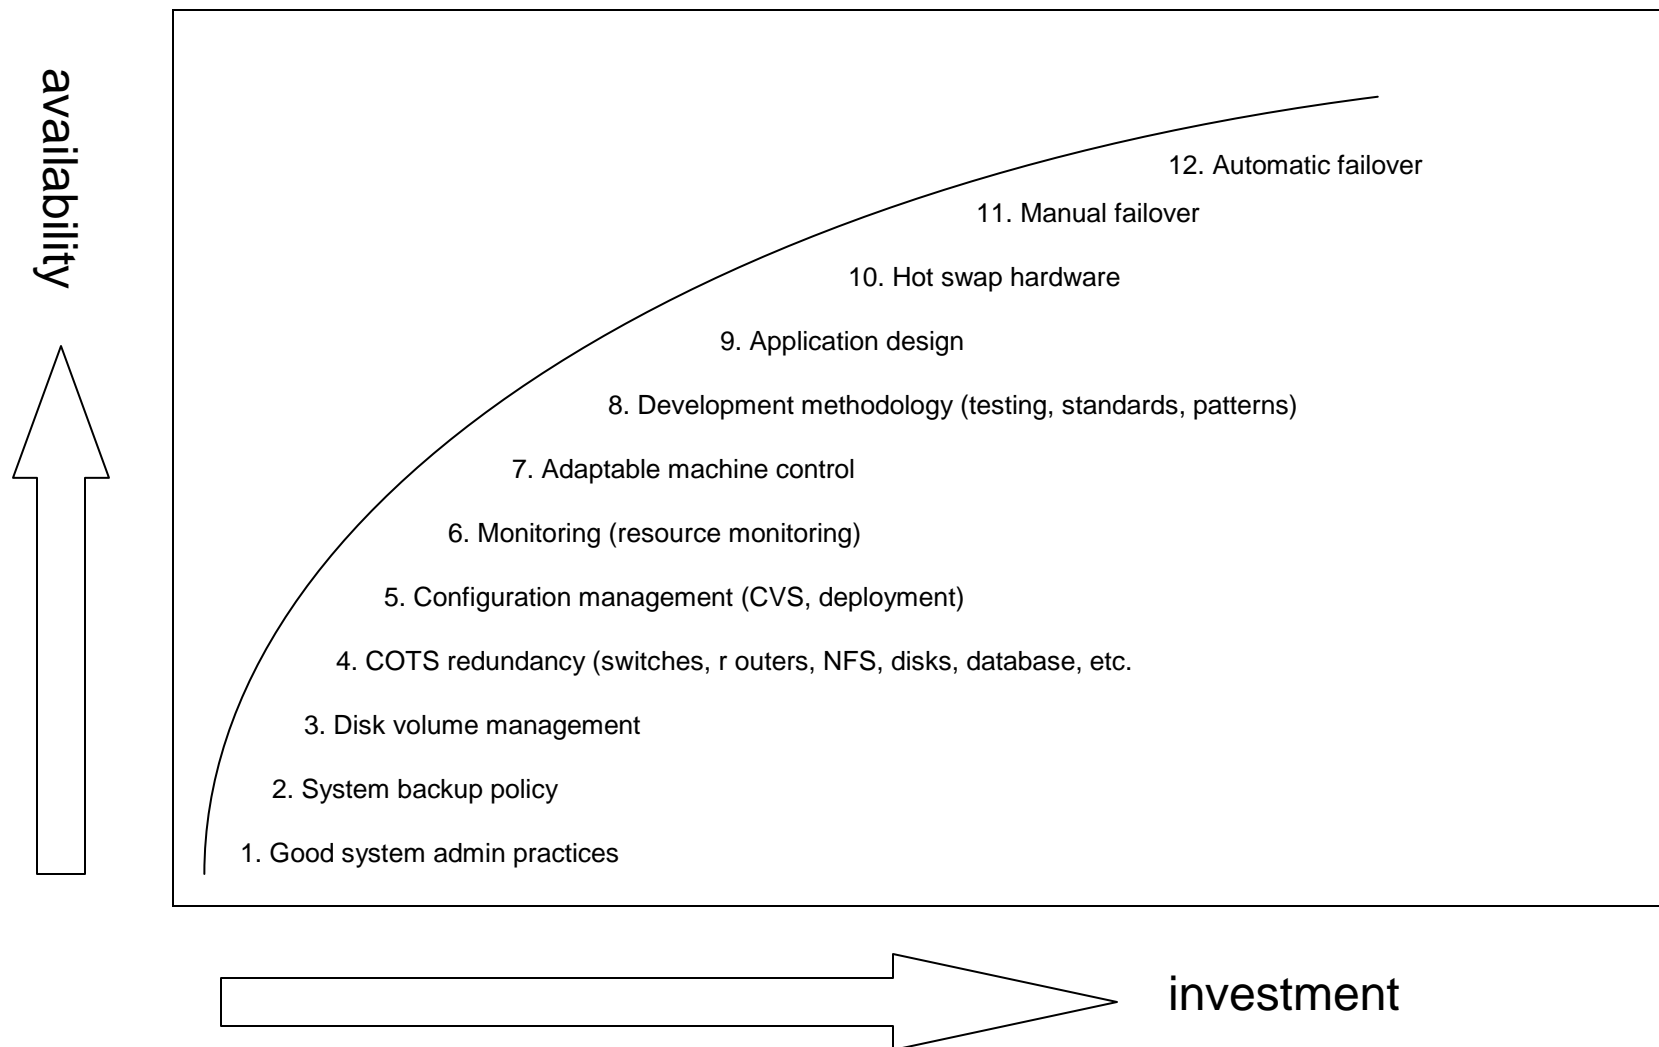 availability
12. Automatic failover
11. Manual failover
10. Hot swap hardware
9. Application design
8. Development methodology (testing, standards, patterns)
7. Adaptable machine control
6. Monitoring (resource monitoring)
5. Configuration management (CVS, deployment)
4. COTS redundancy (switches, r outers, NFS, disks, database, etc.
3. Disk volume management
2. System backup policy
1. Good system admin practices
investment